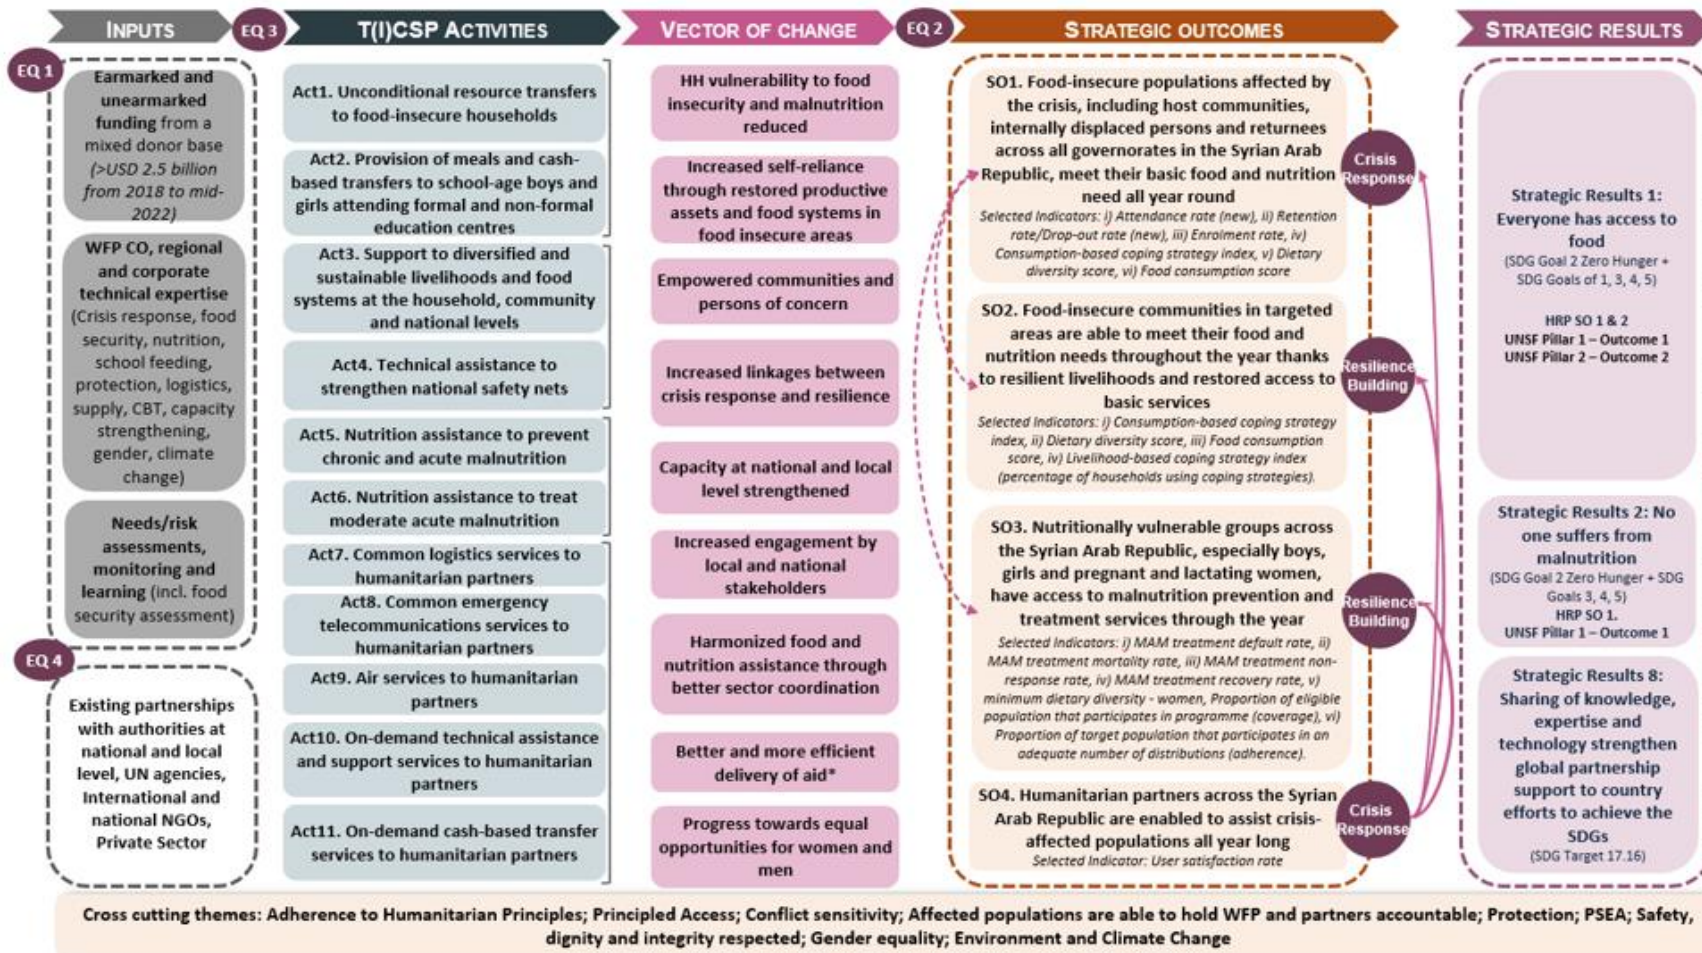 INPUTS
EQ 3
T(I)CSP ACTIVITIES
VECTOR OF CHANGE
EQ 2
STRATEGIC OUTCOMES
STRATEGIC RESULTS
EQ 1
Earmarked and
unearmarked
funding from a
mixed donor base
(>USD 2.5 billion
from 2018 to mid-
2022)
WFP CO, regional
and corporate
technical expertise
(Crisis response, food
security, nutrition,
school feeding,
protection, logistics,
supply, CBT, capacity
strengthening,
gender, climate
change)
Needs/risk
assessments,
monitoring and
learning (incl. food
security assessment)
EQ 4
Existing partnerships
with authorities at
national and local
level, UN agencies,
International and
national NGOs,
Private Sector
Act1. Unconditional resource transfers
to food-insecure households
Act2. Provision of meals and cash-
based transfers to school-age boys and
girls attending formal and non-formal
education centres
Act3. Support to diversified and
sustainable livelihoods and food
systems at the household, community
and national levels
Act4. Technical assistance to
strengthen national safety nets
Act5. Nutrition assistance to prevent
chronic and acute malnutrition
Act6. Nutrition assistance to treat
moderate acute malnutrition
Act7. Common logistics services to
humanitarian partners
Act8. Common emergency
telecommunications services to
humanitarian partners
Act9. Air services to humanitarian
partners
Act10. On-demand technical assistance
and support services to humanitarian
partners
Act11. On-demand cash-based transfer
services to humanitarian partners
HH vulnerability to food
insecurity and malnutrition
reduced
Increased self-reliance
through restored productive
assets and food systems in
food insecure areas
Empowered communities and
persons of concern
Increased linkages between
crisis response and resilience
Capacity at national and local
level strengthened
Increased engagement by
local and national
stakeholders
Harmonized food and
nutrition assistance through
better sector coordination
Better and more efficient
delivery of aid*
Progress towards equal
opportunities for women and
men
SO1. Food-insecure populations affected by
the crisis, including host communities,
internally displaced persons and returnees
across all governorates in the Syrian Arab
Republic, meet their basic food and nutrition
need all year round
Selected Indicators: i) Attendance rate (new), ii) Retention
rate/Drop-out rate (new), iii) Enrolment rate, iv)
Consumption-based coping strategy index, v) Dietary
diversity score, vi) Food consumption score
Crisis
Response
SO2. Food-insecure communities in targeted
areas are able to meet their food and
nutrition needs throughout the year thanks
to resilient livelihoods and restored access to
basic services
Selected Indicators: i) Consumption-based coping strategy
index, ii) Dietary diversity score, iii) Food consumption
score, iv) Livelihood-based coping strategy index
(percentage of households using coping strategies).
Resilience
Building
SO3. Nutritionally vulnerable groups across
the Syrian Arab Republic, especially boys,
girls and pregnant and lactating women,
have access to malnutrition prevention and
treatment services through the year
Selected Indicators: i) MAM treatment default rate, ii)
MAM treatment mortality rate, iii) MAM treatment non-
response rate, iv) MAM treatment recovery rate, v)
minimum dietary diversity - women, Proportion of eligible
population that participates in programme (coverage), vi)
Proportion of target population that participates in an
adequate number of distributions (adherence).
Resilience
Building
SO4. Humanitarian partners across the Syrian
Arab Republic are enabled to assist crisis-
affected populations all year long
Selected Indicator: User satisfaction rate
Crisis
Response
Strategic Results 1:
Everyone has access to
food
(SDG Goal 2 Zero Hunger +
SDG Goals of 1, 3, 4, 5)
HRP SO 1 & 2
UNSF Pillar 1 – Outcome 1
UNSF Pillar 2 – Outcome 2
Strategic Results 2: No
one suffers from
malnutrition
(SDG Goal 2 Zero Hunger + SDG
Goals 3, 4, 5)
HRP SO 1.
UNSF Pillar 1 – Outcome 1
Strategic Results 8:
Sharing of knowledge,
expertise and
technology strengthen
global partnership
support to country
efforts to achieve the
SDGs
(SDG Target 17.16)
Cross cutting themes: Adherence to Humanitarian Principles; Principled Access; Conflict sensitivity; Affected populations are able to hold WFP and partners accountable; Protection; PSEA; Safety,
dignity and integrity respected; Gender equality; Environment and Climate Change